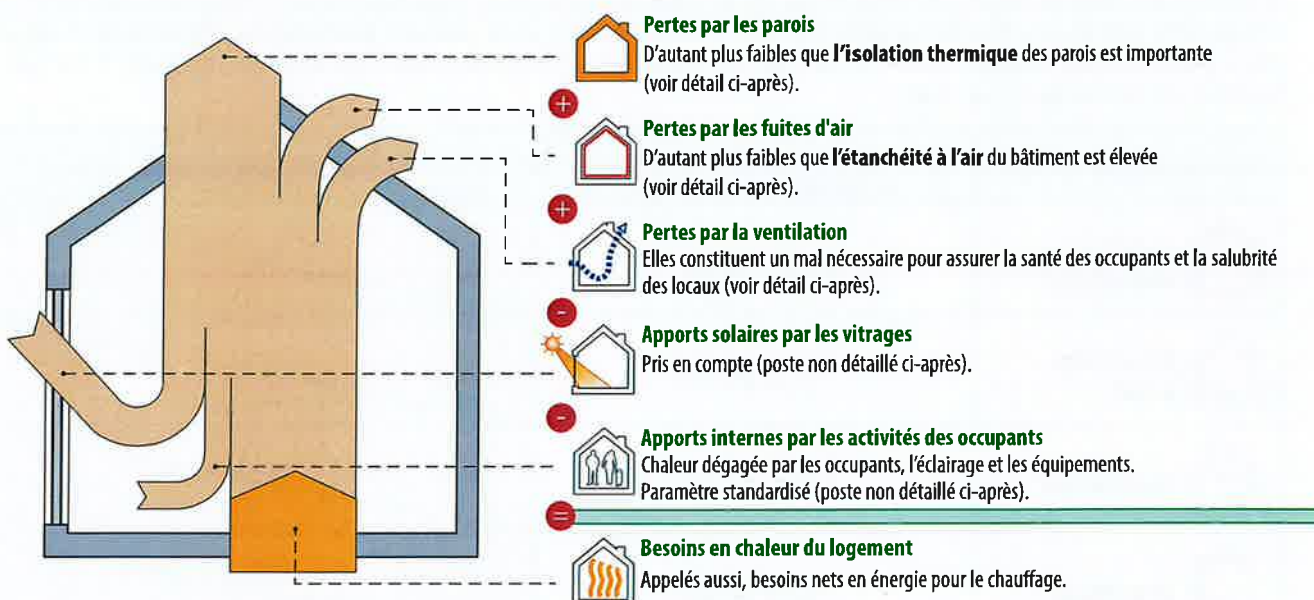 Pertes par les parois
D'autant plus faibles que l'isolation thermique des parois est importante
(voir détail ci-après).
+
Pertes par les fuites d'air
D'autant plus faibles que l'étanchéité à l'air du bâtiment est élevée
(voir détail ci-après).
+
Pertes par la ventilation
Elles constituent un mal nécessaire pour assurer la santé des occupants et la salubrité
des locaux (voir détail ci-après).
-
Apports solaires par les vitrages
Pris en compte (poste non détaillé ci-après).
-
Apports internes par les activités des occupants
Chaleur dégagée par les occupants, l'éclairage et les équipements.
Paramètre standardisé (poste non détaillé ci-après).
=
Besoins en chaleur du logement
Appelés aussi, besoins nets en énergie pour le chauffage.